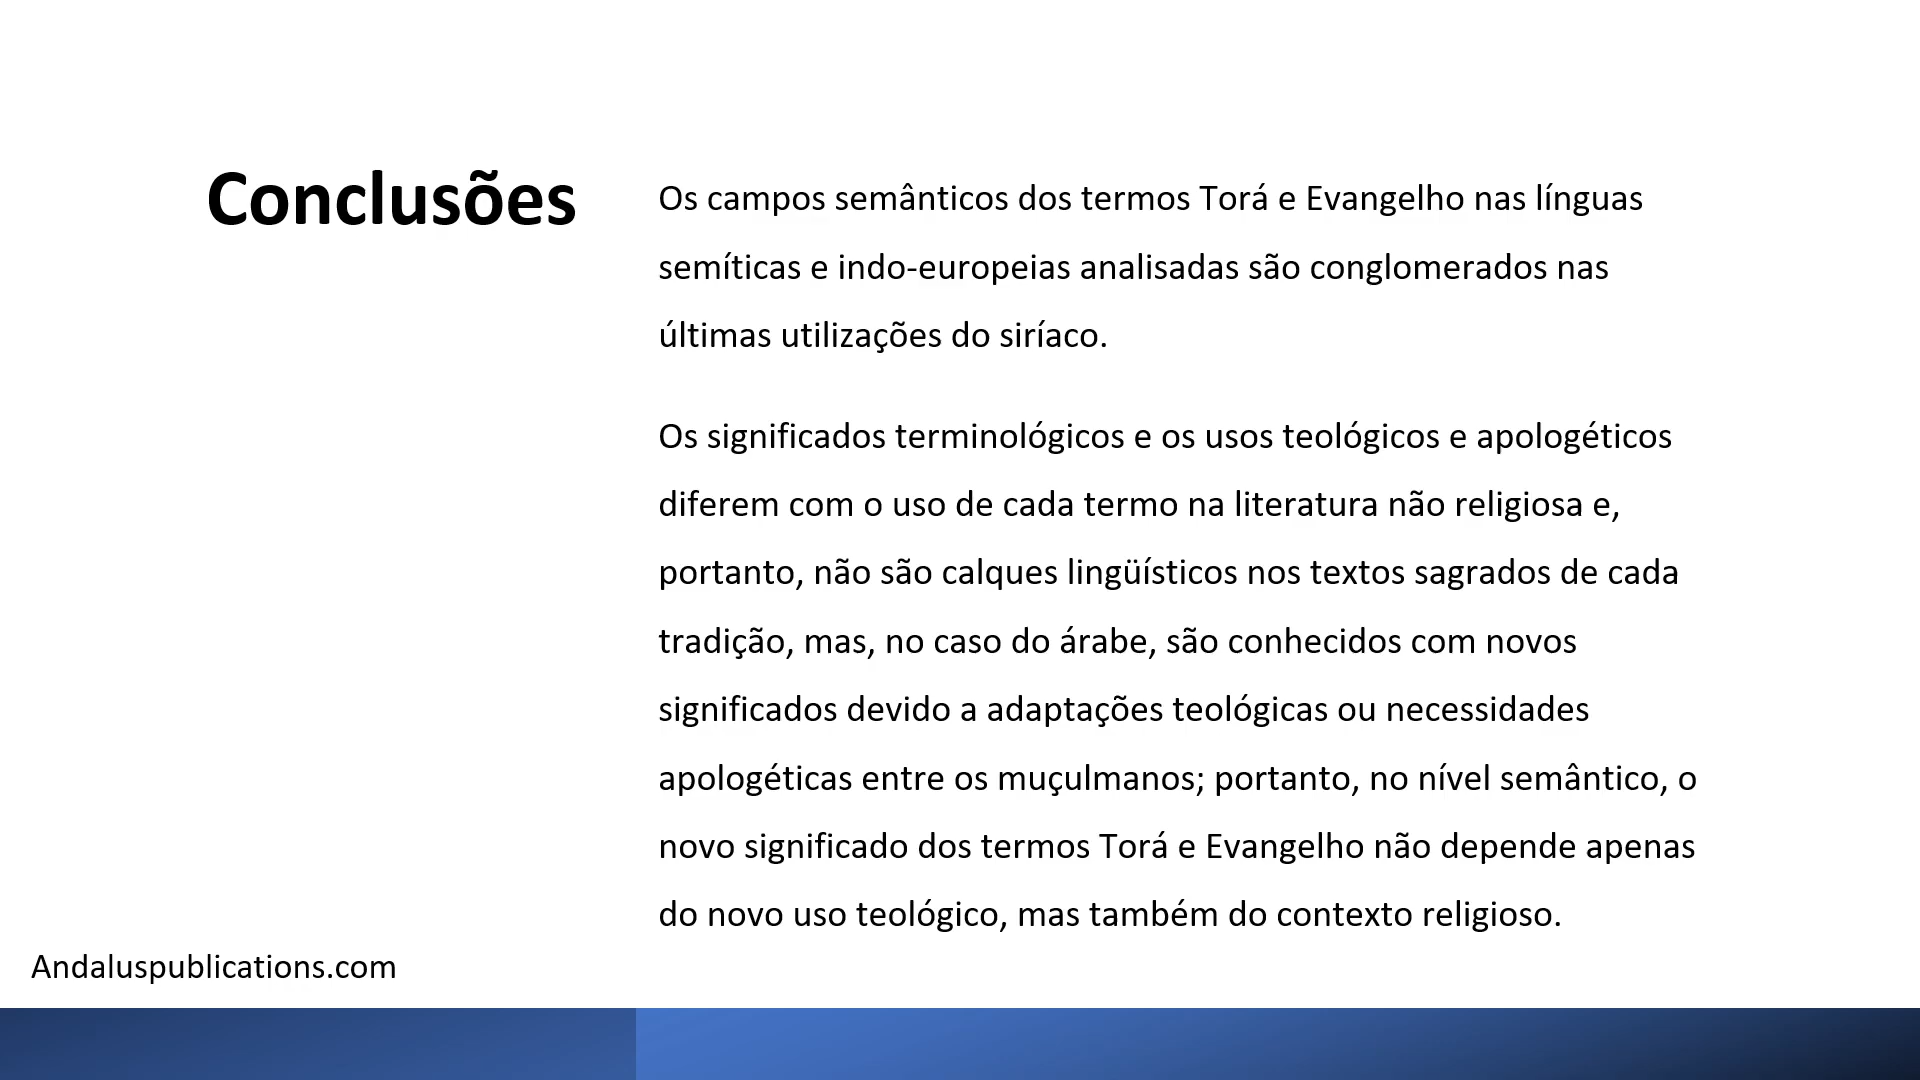 Conclusões
Os campos semânticos dos termos Torá e Evangelho nas línguas
semíticas e indo-europeias analisadas são conglomerados nas
últimas utilizações do siríaco.
Os significados terminológicos e os usos teológicos e apologéticos
diferem com o uso de cada termo na literatura não religiosa e,
portanto, não são calques lingüísticos nos textos sagrados de cada
tradição, mas, no caso do árabe, são conhecidos com novos
significados devido a adaptações teológicas ou necessidades
apologéticas entre os muçulmanos; portanto, no nível semântico, o
novo significado dos termos Torá e Evangelho não depende apenas
do novo uso teológico, mas também do contexto religioso.
Andaluspublications.com